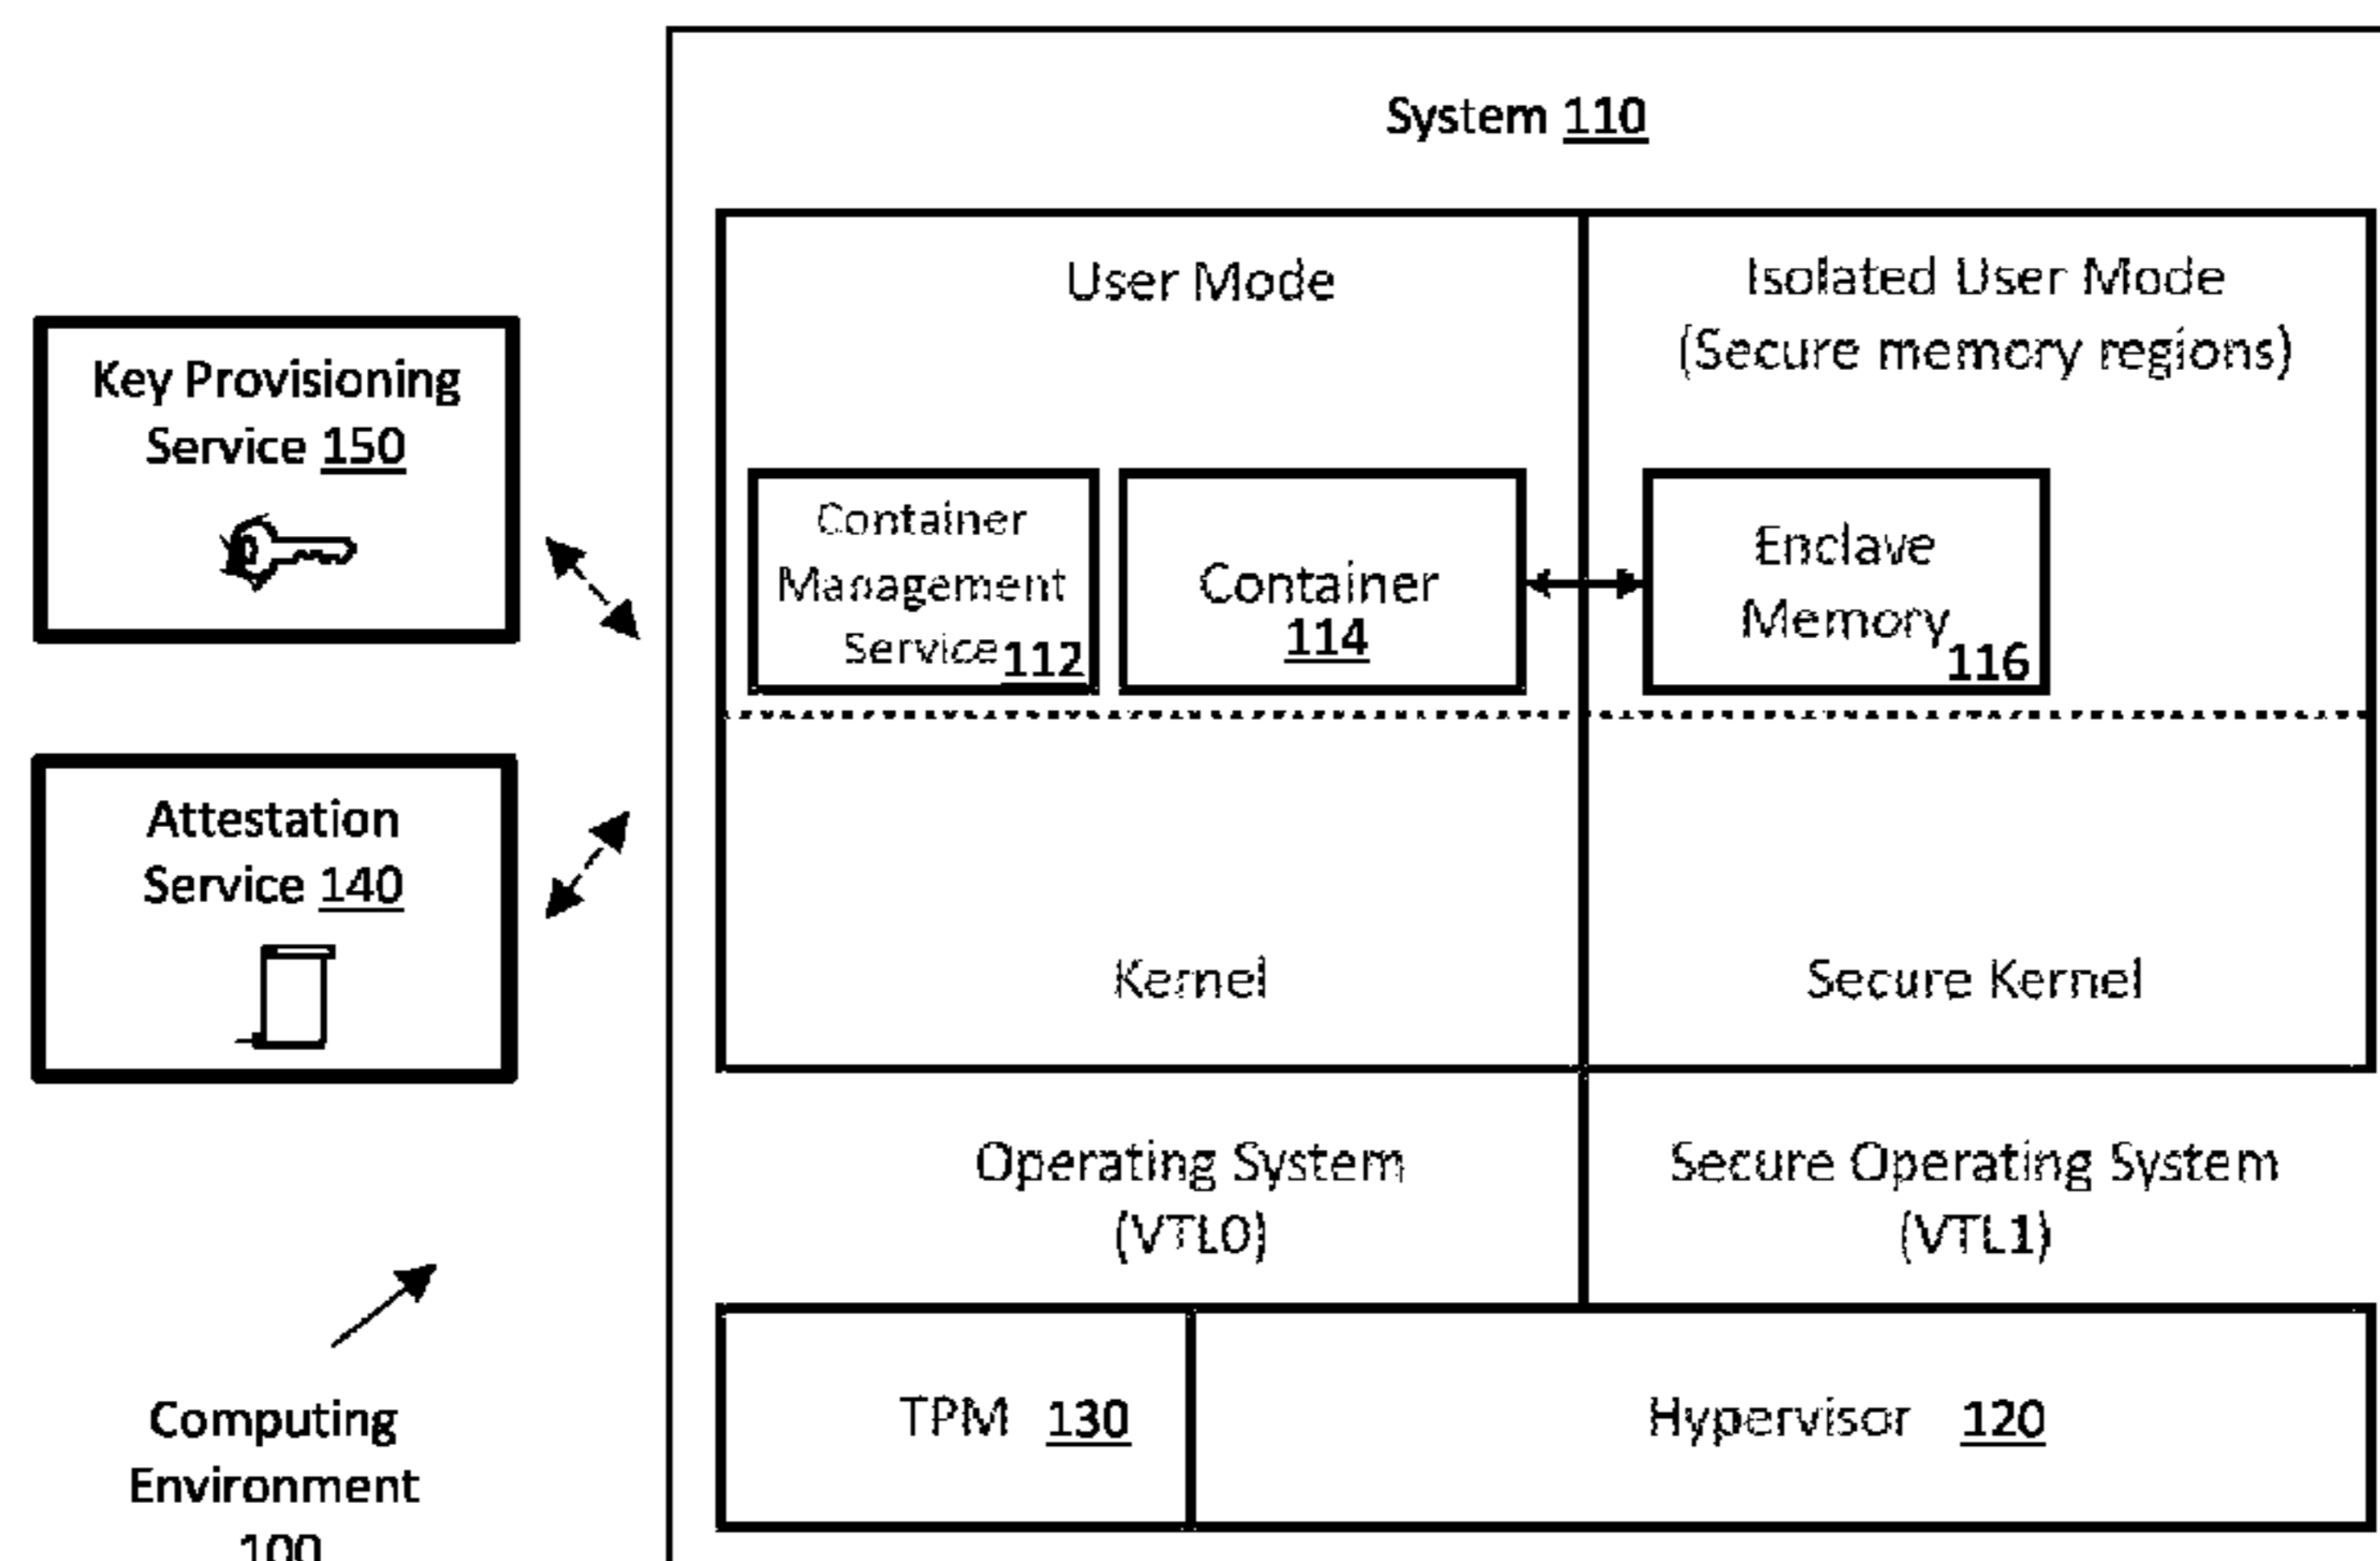 System 110
User Mode
Isolated User Mode
(Secure memory regions)
Key Provisioning
Service 150
Container
Management
Service 112
Container
114
Enclave
Memory
116
Attestation
Service 140
Kernel
Secure Kernel
Operating System
(VTL0)
Secure Operating System
(VTL1)
TPM 130
Hypervisor 120
Computing
Environment
100